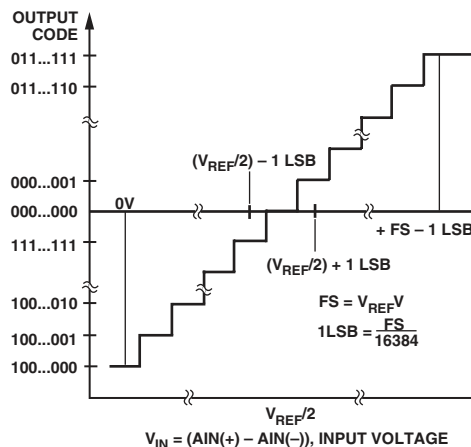 OUTPUT
CODE
011...111
011...110
(V_REF/2) – 1 LSB
000...001
0V
000...000
+ FS – 1 LSB
111...111
(V_REF/2) + 1 LSB
100...010
FS = V_REF V
100...001
1LSB = FS/16384
100...000
V_REF/2
V_IN = (AIN(+) – AIN(–)), INPUT VOLTAGE